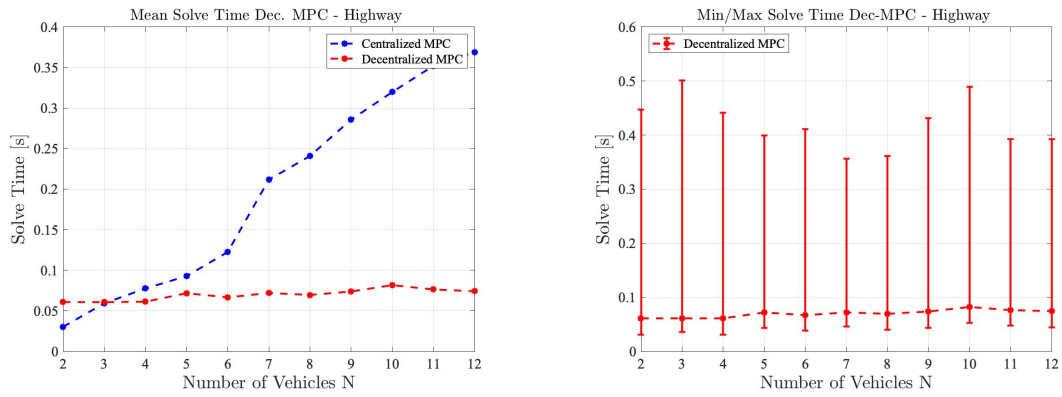 Mean Solve Time Dec. MPC - Highway
0.4
0.35
0.3
0.25
0.2
0.15
0.1
0.05
0
Solve Time [s]
Centralized MPC
Decentralized MPC
2 3 4 5 6 7 8 9 10 11 12
Number of Vehicles N
Min/Max Solve Time Dec-MPC - Highway
0.6
0.5
0.4
0.3
0.2
0.1
0
Solve Time [s]
Decentralized MPC
2 3 4 5 6 7 8 9 10 11 12
Number of Vehicles N